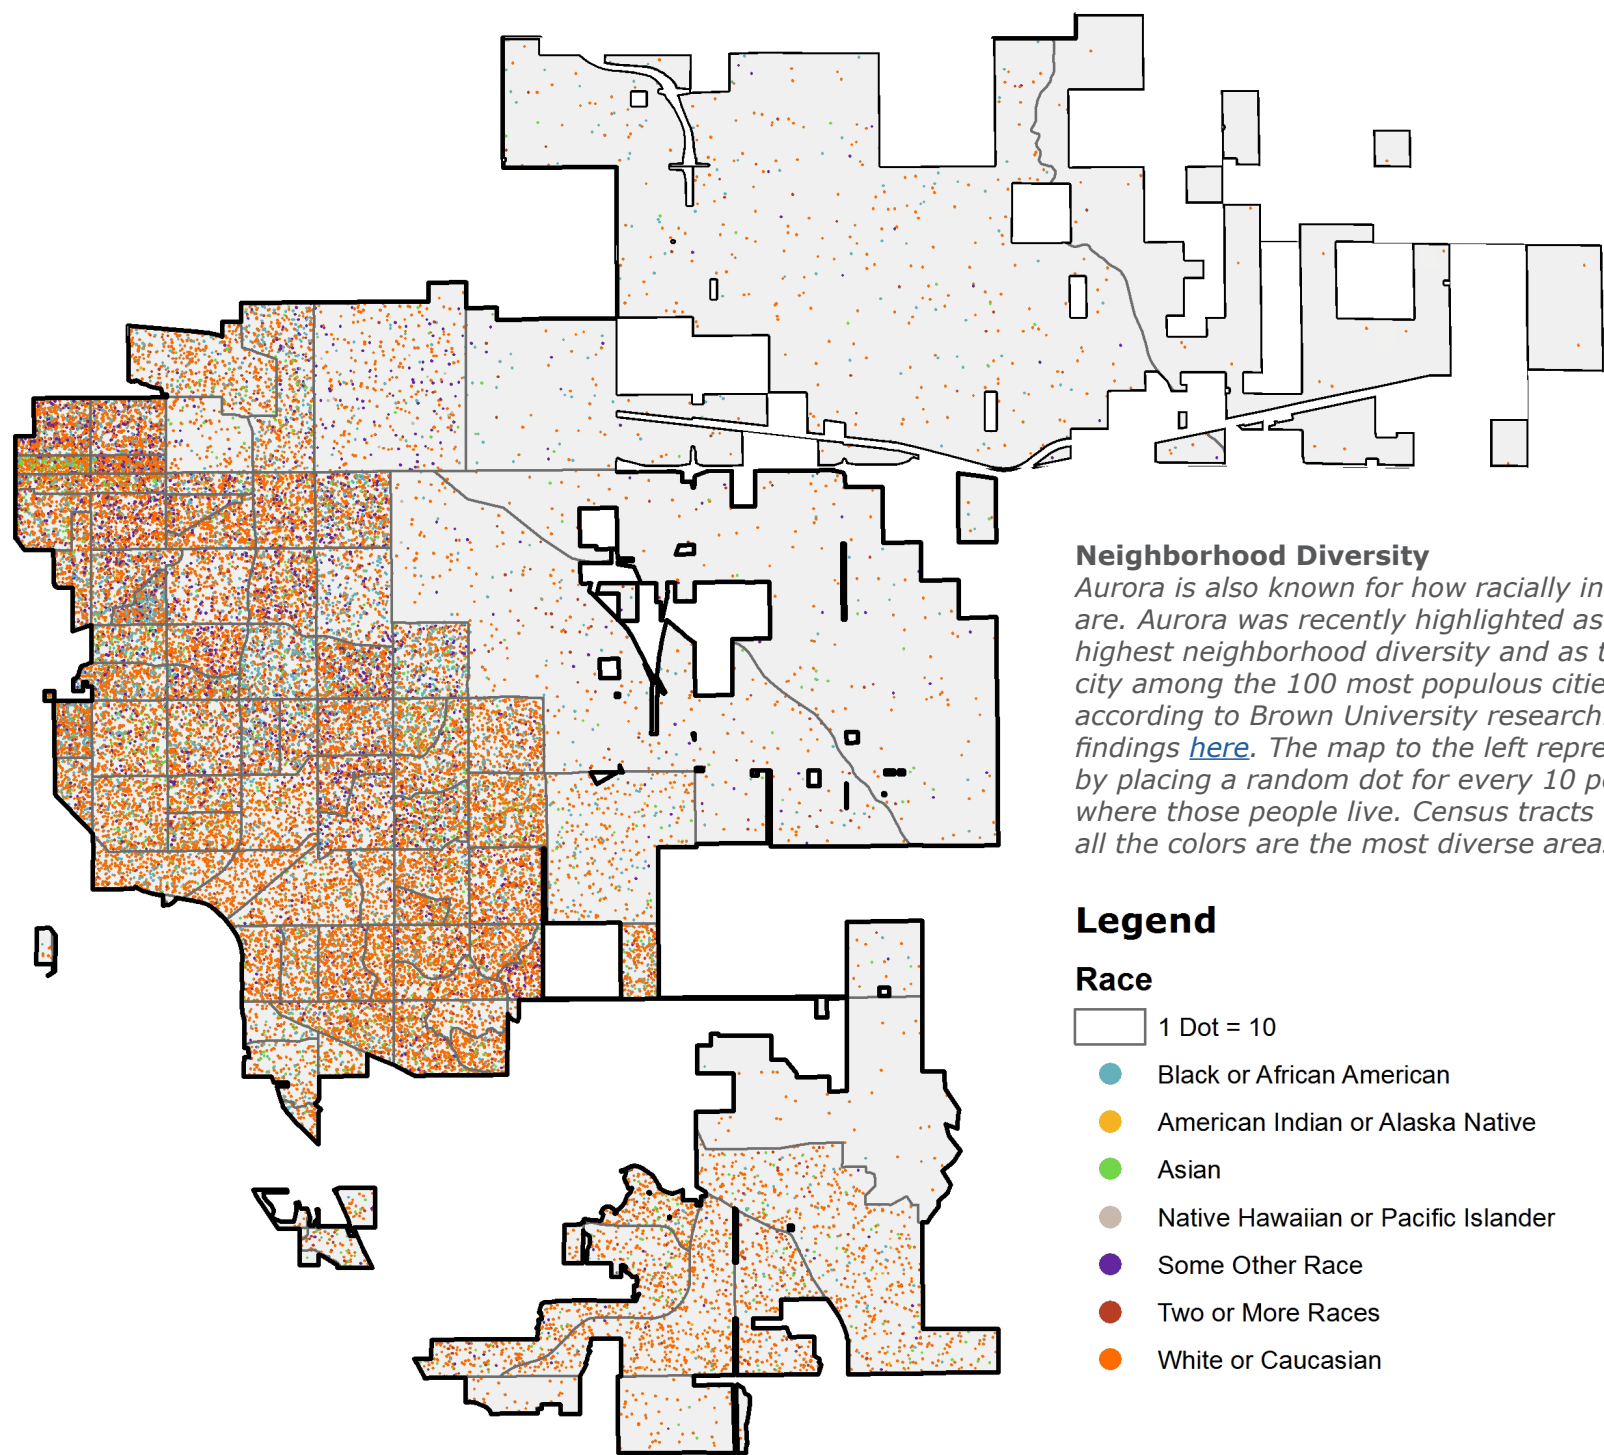 Neighborhood Diversity
Aurora is also known for how racially in
are. Aurora was recently highlighted as
highest neighborhood diversity and as t
city among the 100 most populous citie
according to Brown University research.
findings here. The map to the left repre
by placing a random dot for every 10 pe
where those people live. Census tracts
all the colors are the most diverse area
Legend
Race
1 Dot = 10
Black or African American
American Indian or Alaska Native
Asian
Native Hawaiian or Pacific Islander
Some Other Race
Two or More Races
White or Caucasian